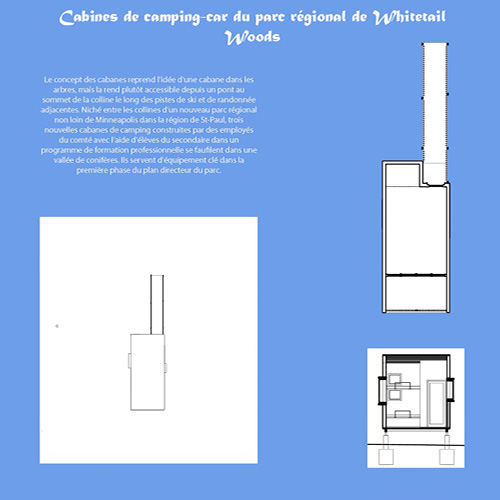 Cabines de camping-car du parc régional de Whitetail
Woods
Le concept des cabanes reprend l'idée d'une cabane dans les
arbres, mais la rend plutôt accessible depuis un pont au
sommet de la colline le long des pistes de ski et de randonnée
adjacentes. Niché entre les collines d'un nouveau parc régional
non loin de Minneapolis dans la région de St-Paul, trois
nouvelles cabanes de camping construites par des employés
du comté avec l'aide d'élèves du secondaire dans un
programme de formation professionnelle se faufilent dans une
vallée de conifères. Ils servent d'équipement clé dans la
première phase du plan directeur du parc.